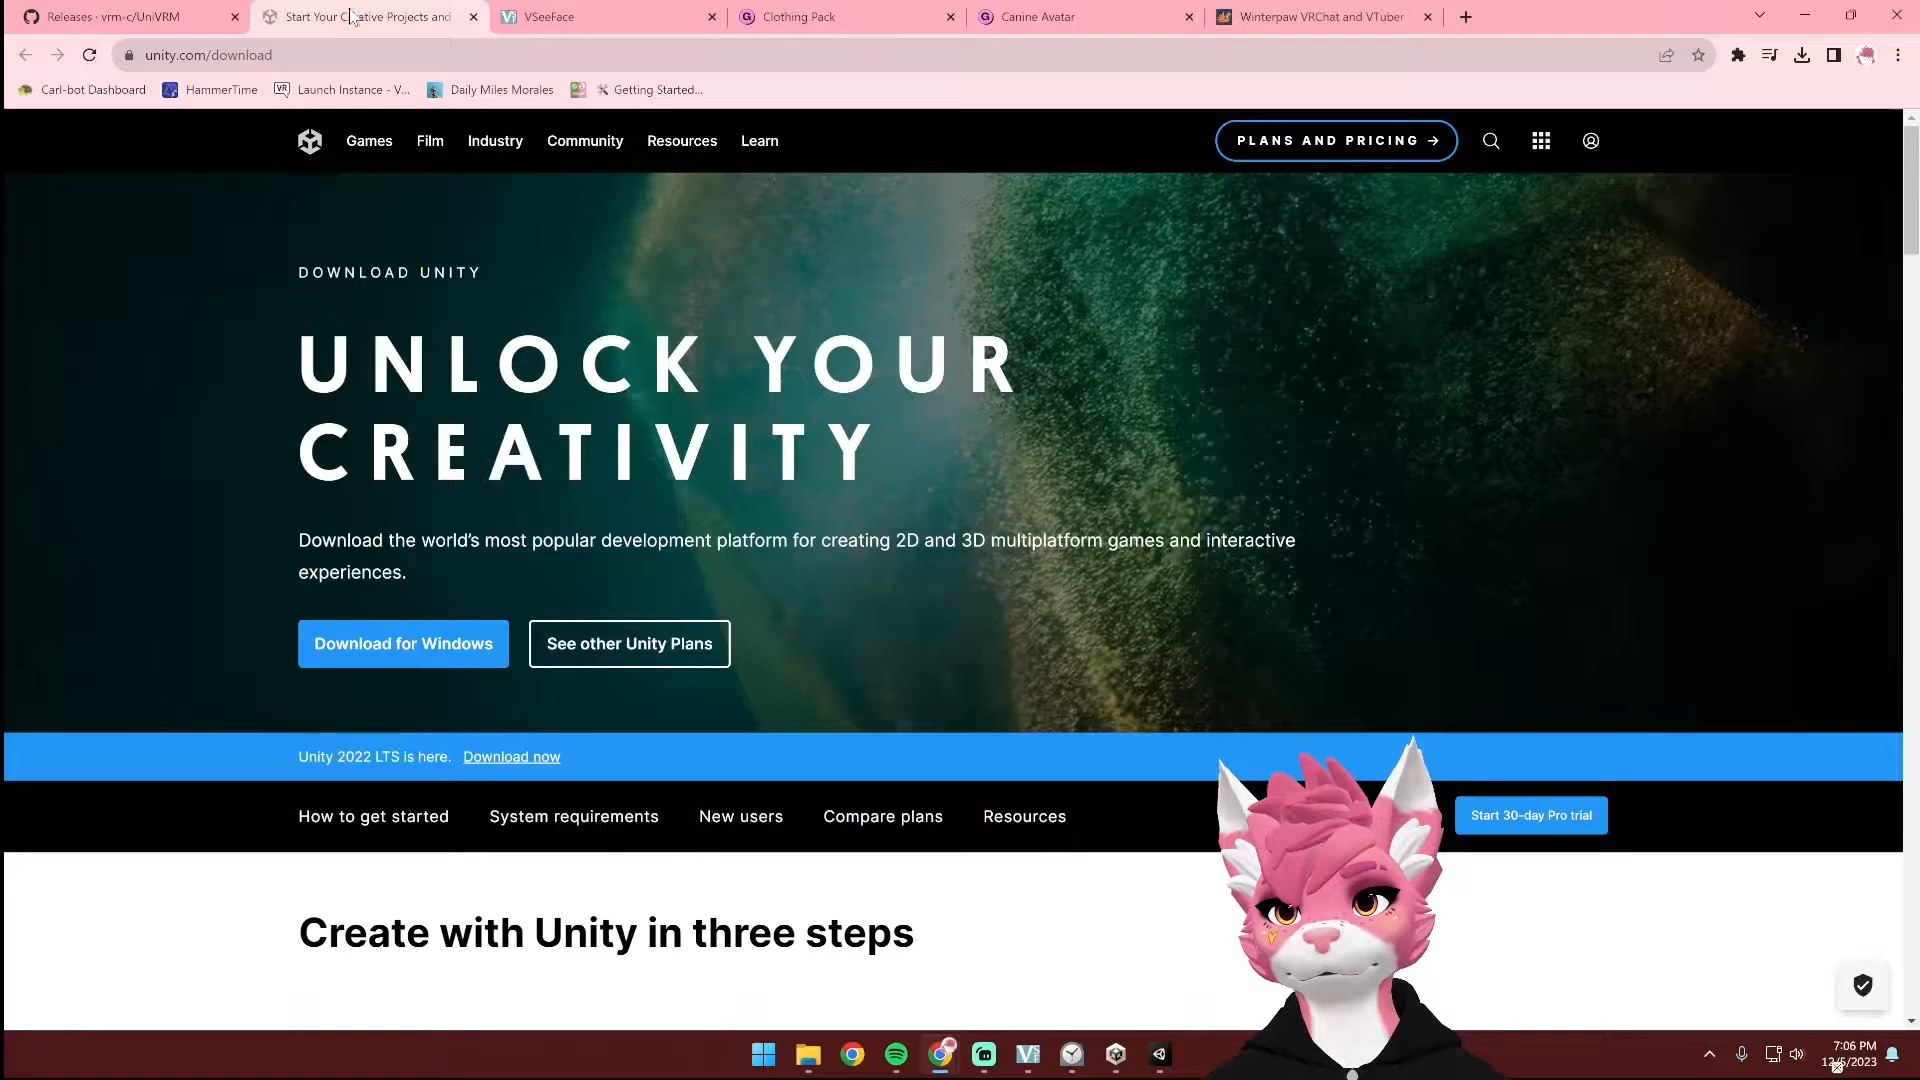 Releases · vrm-c/UniVRM
Start Your Creative Projects and
VSeeFace
Clothing Pack
Canine Avatar
Winterpaw VRChat and VTuber
unity.com/download
Carl-bot Dashboard
HammerTime
Launch Instance - V...
Daily Miles Morales
Getting Started...
Games
Film
Industry
Community
Resources
Learn
PLANS AND PRICING →
DOWNLOAD UNITY
UNLOCK YOUR
CREATIVITY
Download the world's most popular development platform for creating 2D and 3D multiplatform games and interactive
experiences.
Download for Windows
See other Unity Plans
Unity 2022 LTS is here. Download now
How to get started
System requirements
New users
Compare plans
Resources
Start 30-day Pro trial
Create with Unity in three steps
7:06 PM
12/5/2023